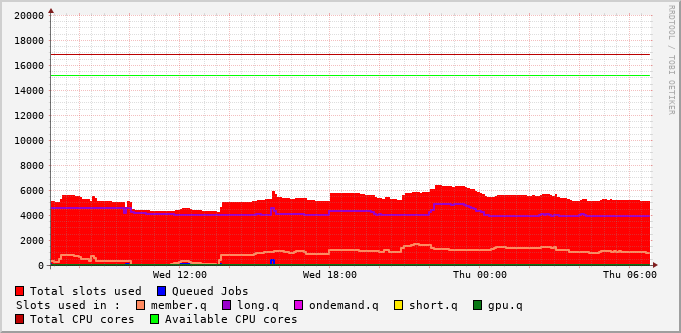 20000
18000
16000
14000
12000
10000
8000
6000
4000
2000
0
Wed 12:00 Wed 18:00 Thu 00:00 Thu 06:00
RRDTOOL / TOBI OETIKER
Total slots used Queued Jobs
Slots used in : member.q long.q ondemand.q short.q gpu.q
Total CPU cores Available CPU cores